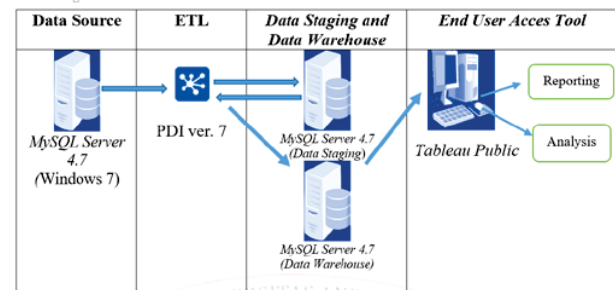 Data Source
ETL
Data Staging and
Data Warehouse
End User Acces Tool
MySQL Server
4.7
(Windows 7)
PDI ver. 7
MySQL Server 4.7
(Data Staging)
MySQL Server 4.7
(Data Warehouse)
Tableau Public
Reporting
Analysis